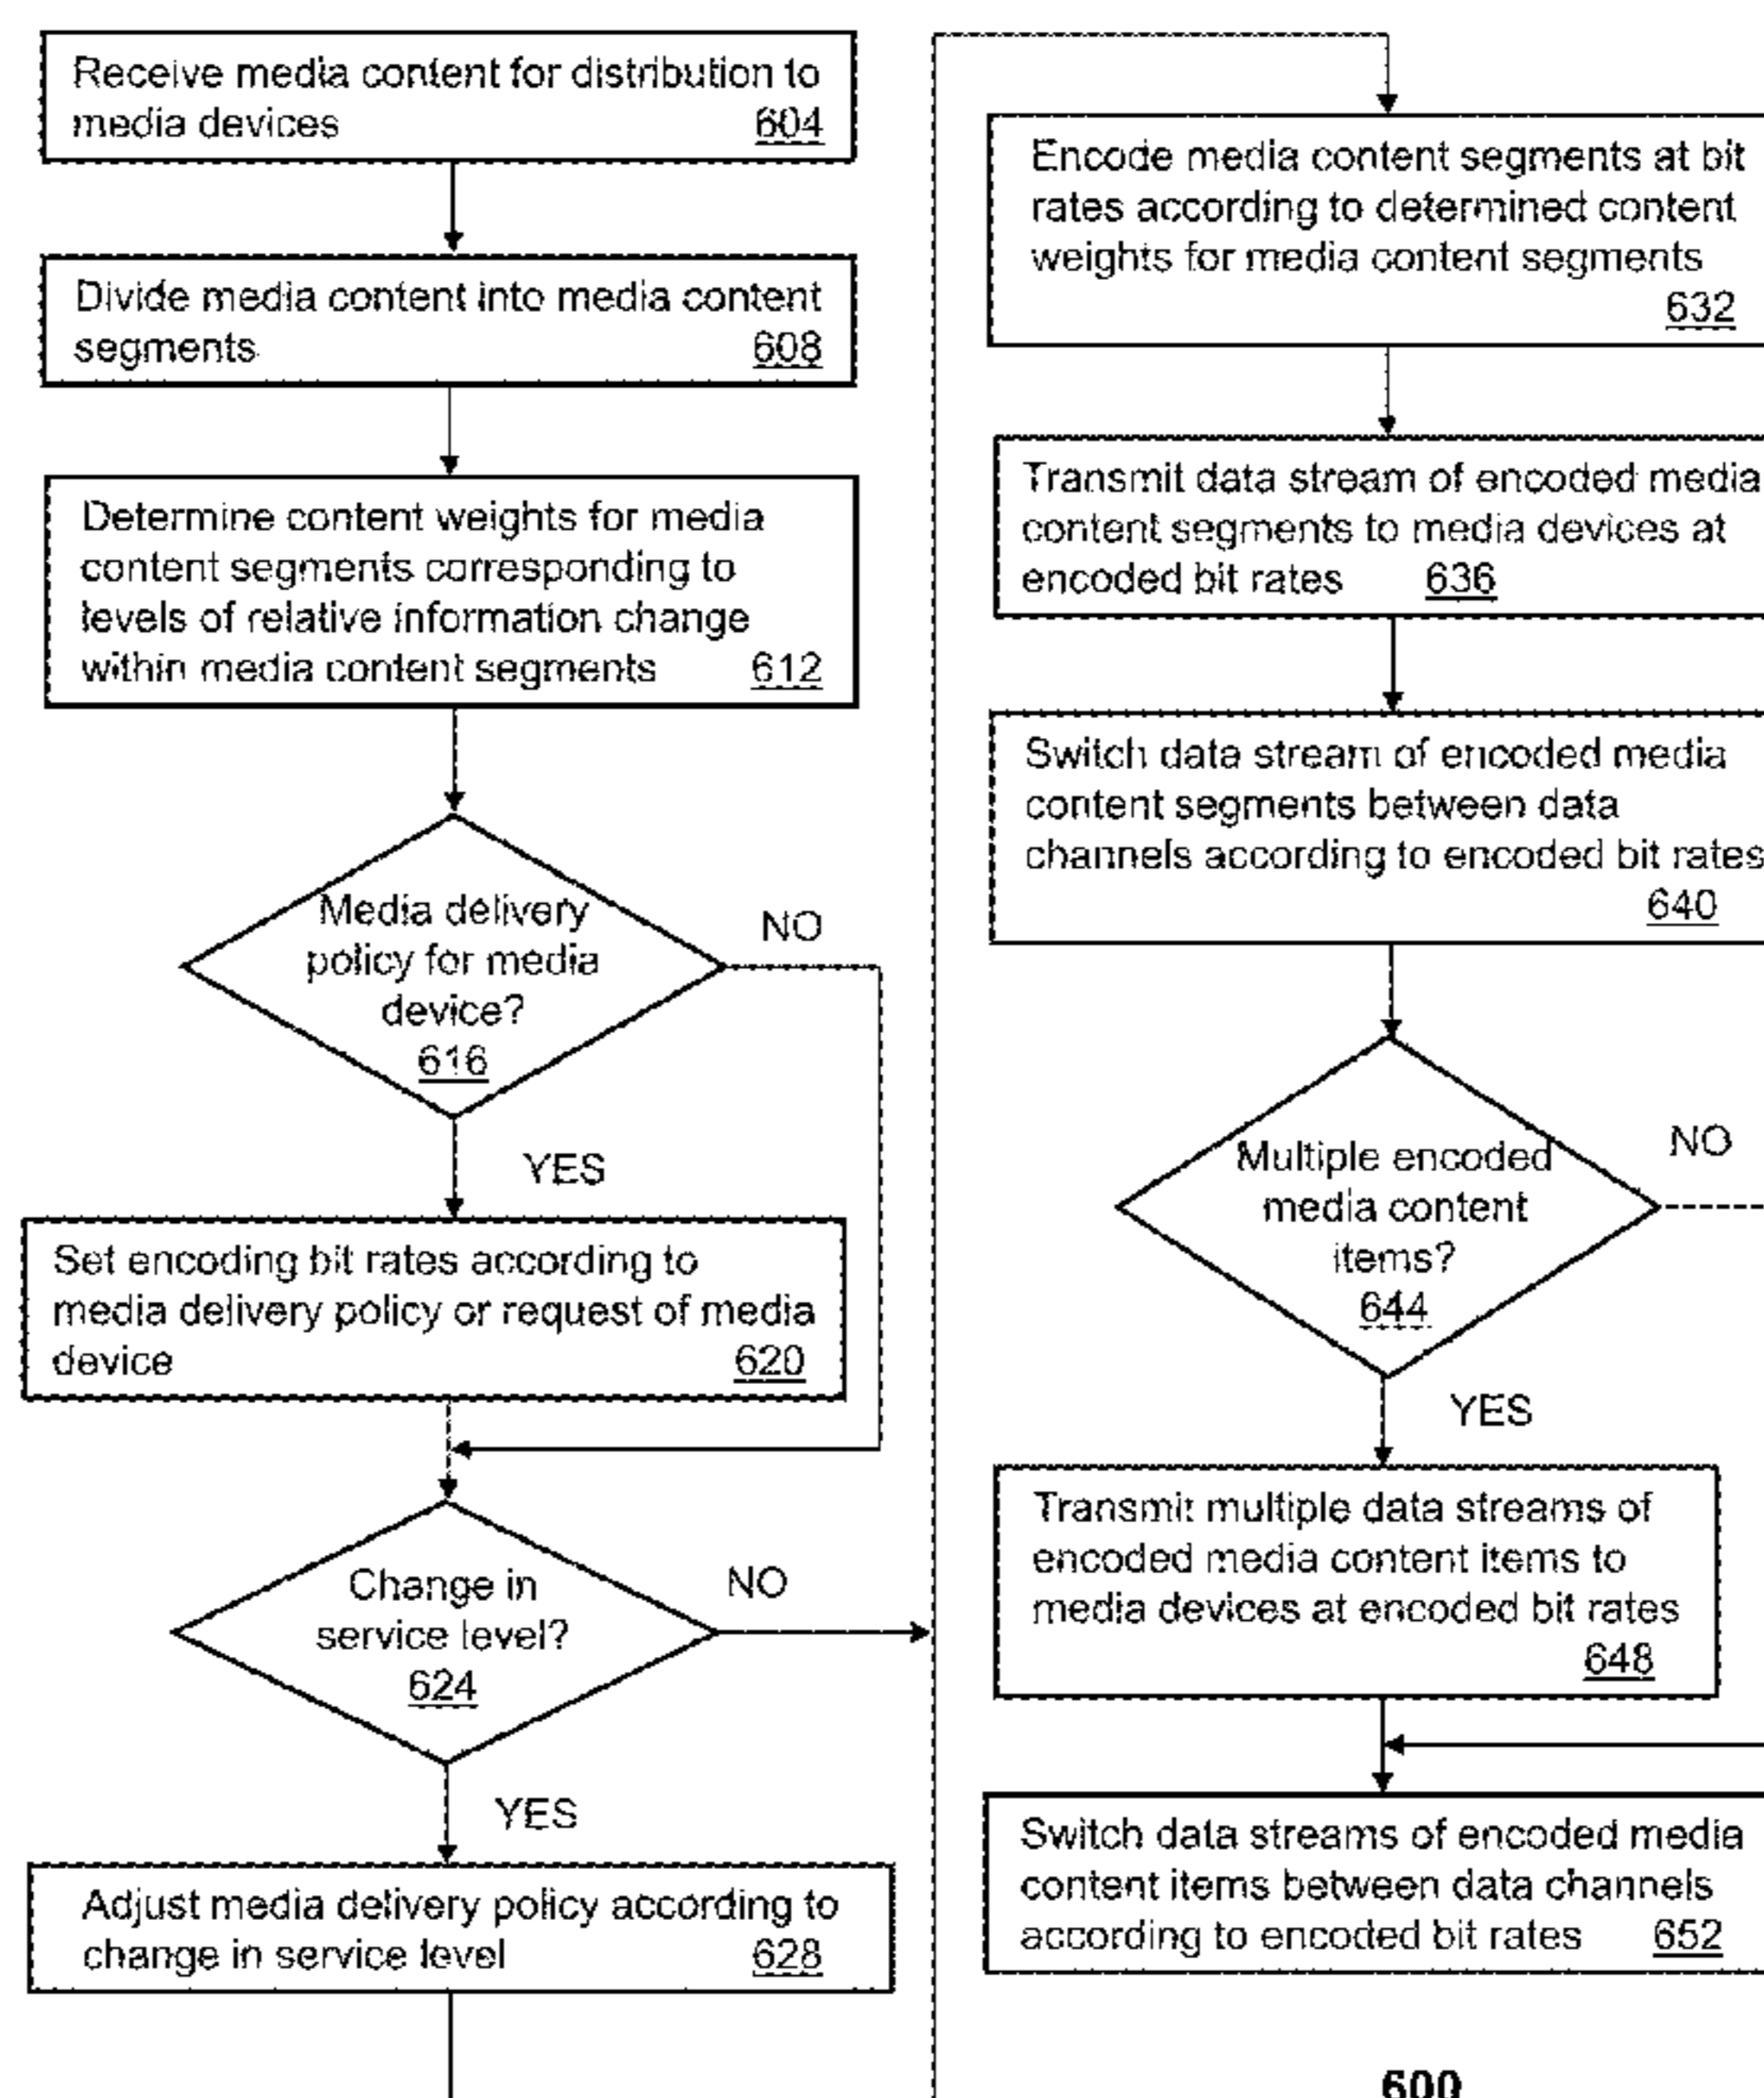 Receive media content for distribution to
media devices 604
Divide media content into media content
segments 608
Determine content weights for media
content segments corresponding to
levels of relative information change
within media content segments 612
Media delivery
policy for media
device?
616
NO
YES
Set encoding bit rates according to
media delivery policy or request of media
device 620
Change in
service level?
624
NO
YES
Adjust media delivery policy according to
change in service level 628
Encode media content segments at bit
rates according to determined content
weights for media content segments
632
Transmit data stream of encoded media
content segments to media devices at
encoded bit rates 636
Switch data stream of encoded media
content segments between data
channels according to encoded bit rates
640
Multiple encoded
media content
items?
644
NO
YES
Transmit multiple data streams of
encoded media content items to
media devices at encoded bit rates
648
Switch data streams of encoded media
content items between data channels
according to encoded bit rates 652
600